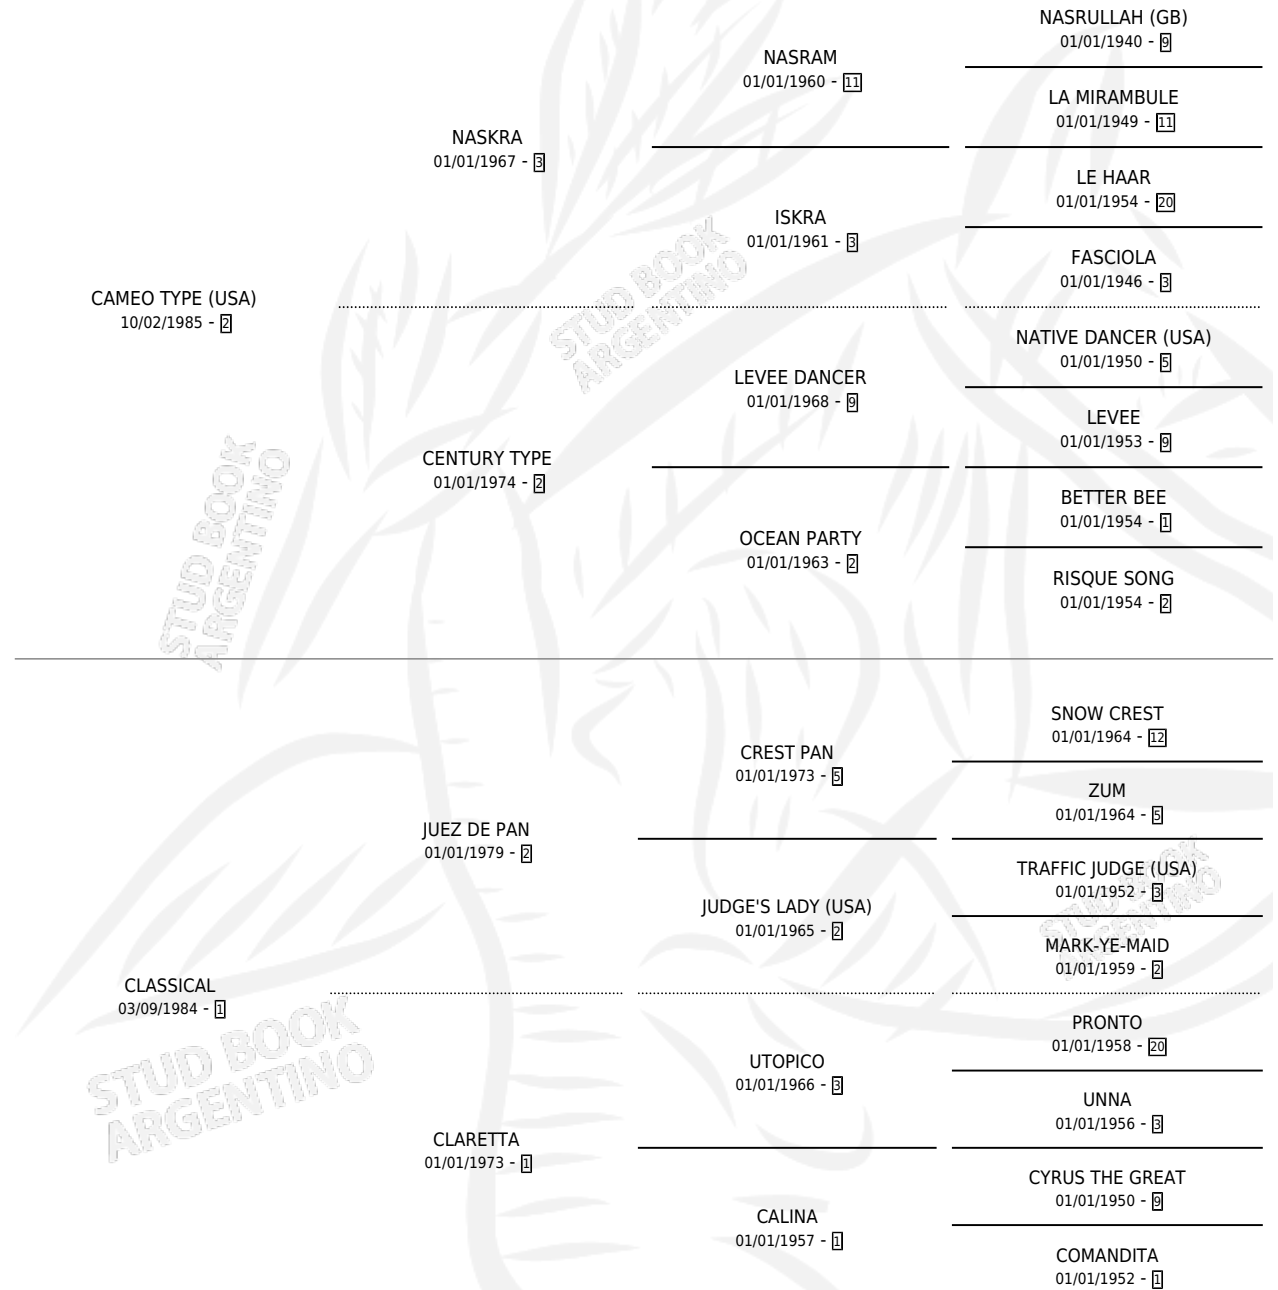 NASRULLAH (GB)
01/01/1940 - 9
NASRAM
01/01/1960 - 11
LA MIRAMBULE
01/01/1949 - 11
NASKRA
01/01/1967 - 3
LE HAAR
01/01/1954 - 20
ISKRA
01/01/1961 - 3
FASCIOLA
01/01/1946 - 3
CAMEO TYPE (USA)
10/02/1985 - 2
NATIVE DANCER (USA)
01/01/1950 - 5
LEVEE DANCER
01/01/1968 - 9
LEVEE
01/01/1953 - 9
CENTURY TYPE
01/01/1974 - 2
BETTER BEE
01/01/1954 - 1
OCEAN PARTY
01/01/1963 - 2
RISQUE SONG
01/01/1954 - 2
SNOW CREST
01/01/1964 - 12
CREST PAN
01/01/1973 - 5
ZUM
01/01/1964 - 5
JUEZ DE PAN
01/01/1979 - 2
TRAFFIC JUDGE (USA)
01/01/1952 - 3
JUDGE'S LADY (USA)
01/01/1965 - 2
MARK-YE-MAID
01/01/1959 - 2
CLASSICAL
03/09/1984 - 1
PRONTO
01/01/1958 - 20
UTOPICO
01/01/1966 - 3
UNNA
01/01/1956 - 3
CLARETTA
01/01/1973 - 1
CYRUS THE GREAT
01/01/1950 - 9
CALINA
01/01/1957 - 1
COMANDITA
01/01/1952 - 1
STUD BOOK
ARGENTINO
STUD BOOK
ARGENTINO
STUD BOOK
ARGENTINO
STUD BOOK
ARGENTINO